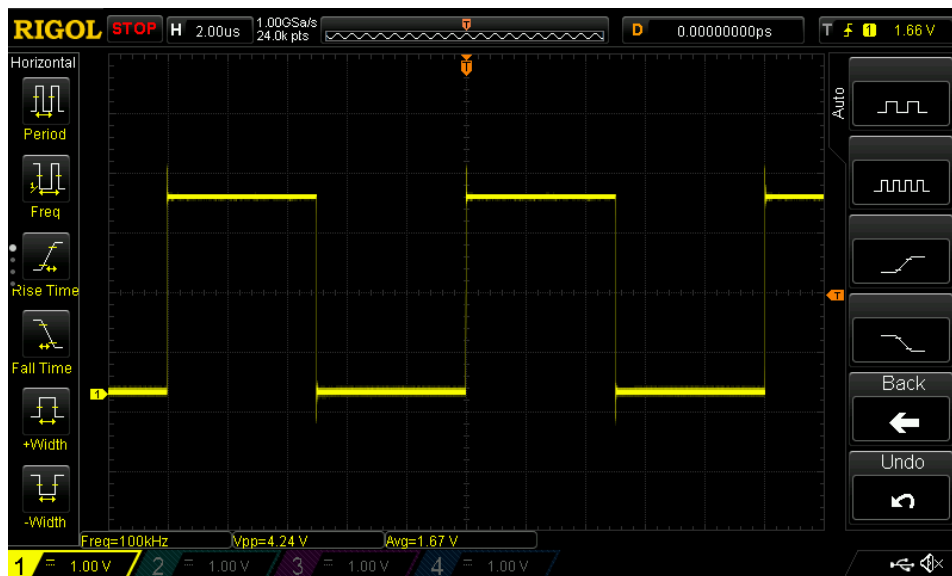 RIGOL STOP H 2.00us 1.00GSa/s 24.0k pts T D 0.00000000ps T 1 1.66 V
Horizontal
Period
Freq
Rise Time
Fall Time
+Width
-Width
T
T
1
Auto
Back
Undo
Freq=100kHz Vpp=4.24 V Avg=1.67 V
1 1.00 V 2 1.00 V 3 1.00 V 4 1.00 V